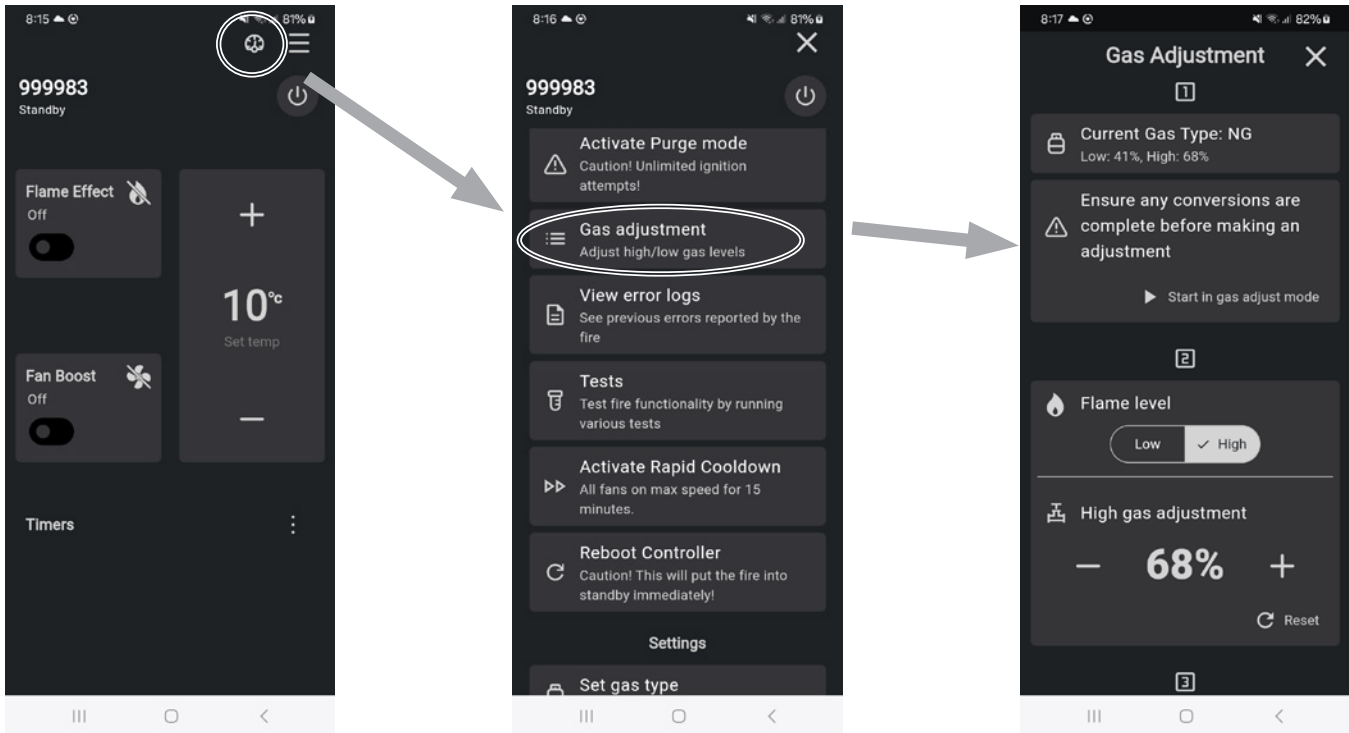 8:15
81%
999983
Standby
Flame Effect
Off
+
10°c
Set temp
−
Fan Boost
Off
Timers
8:16
81%
999983
Standby
Activate Purge mode
Caution! Unlimited ignition
attempts!
Gas adjustment
Adjust high/low gas levels
View error logs
See previous errors reported by the
fire
Tests
Test fire functionality by running
various tests
Activate Rapid Cooldown
All fans on max speed for 15
minutes.
Reboot Controller
Caution! This will put the fire into
standby immediately!
Settings
Set gas type
8:17
82%
Gas Adjustment
1
Current Gas Type: NG
Low: 41%, High: 68%
Ensure any conversions are
complete before making an
adjustment
Start in gas adjust mode
2
Flame level
Low
High
High gas adjustment
− 68% +
Reset
3